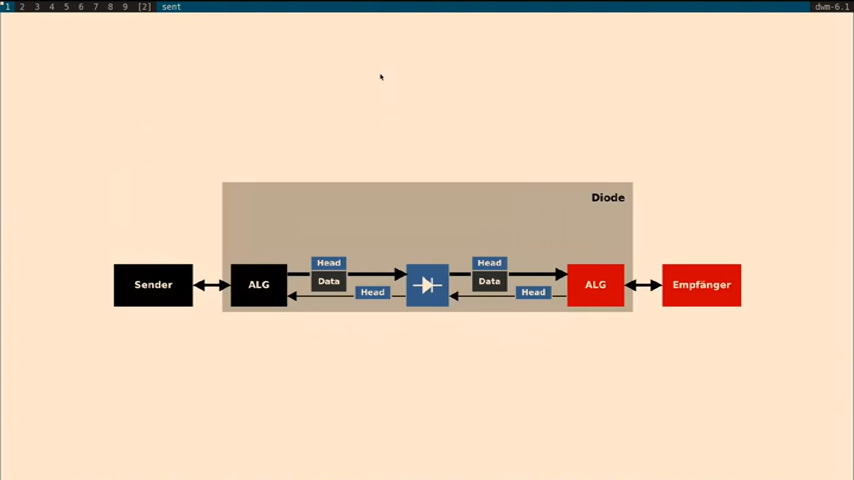 1 2 3 4 5 6 7 8 9 [2] sent dwm-6.1
Diode
Head Head
Sender ALG Data Data ALG Empfänger
Head Head